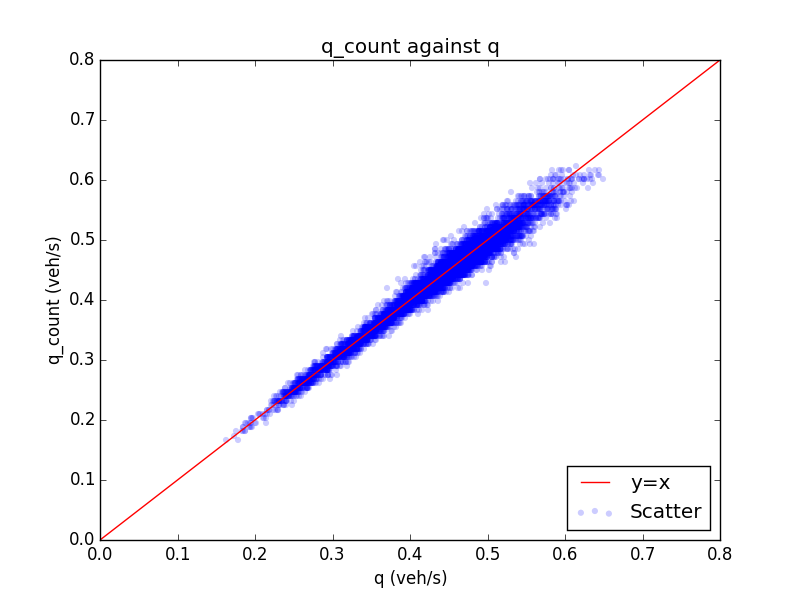 q_count against q
0.8
0.7
0.6
0.5
0.4
0.3
0.2
0.1
0.0
q_count (veh/s)
0.0 0.1 0.2 0.3 0.4 0.5 0.6 0.7 0.8
q (veh/s)
y=x
Scatter